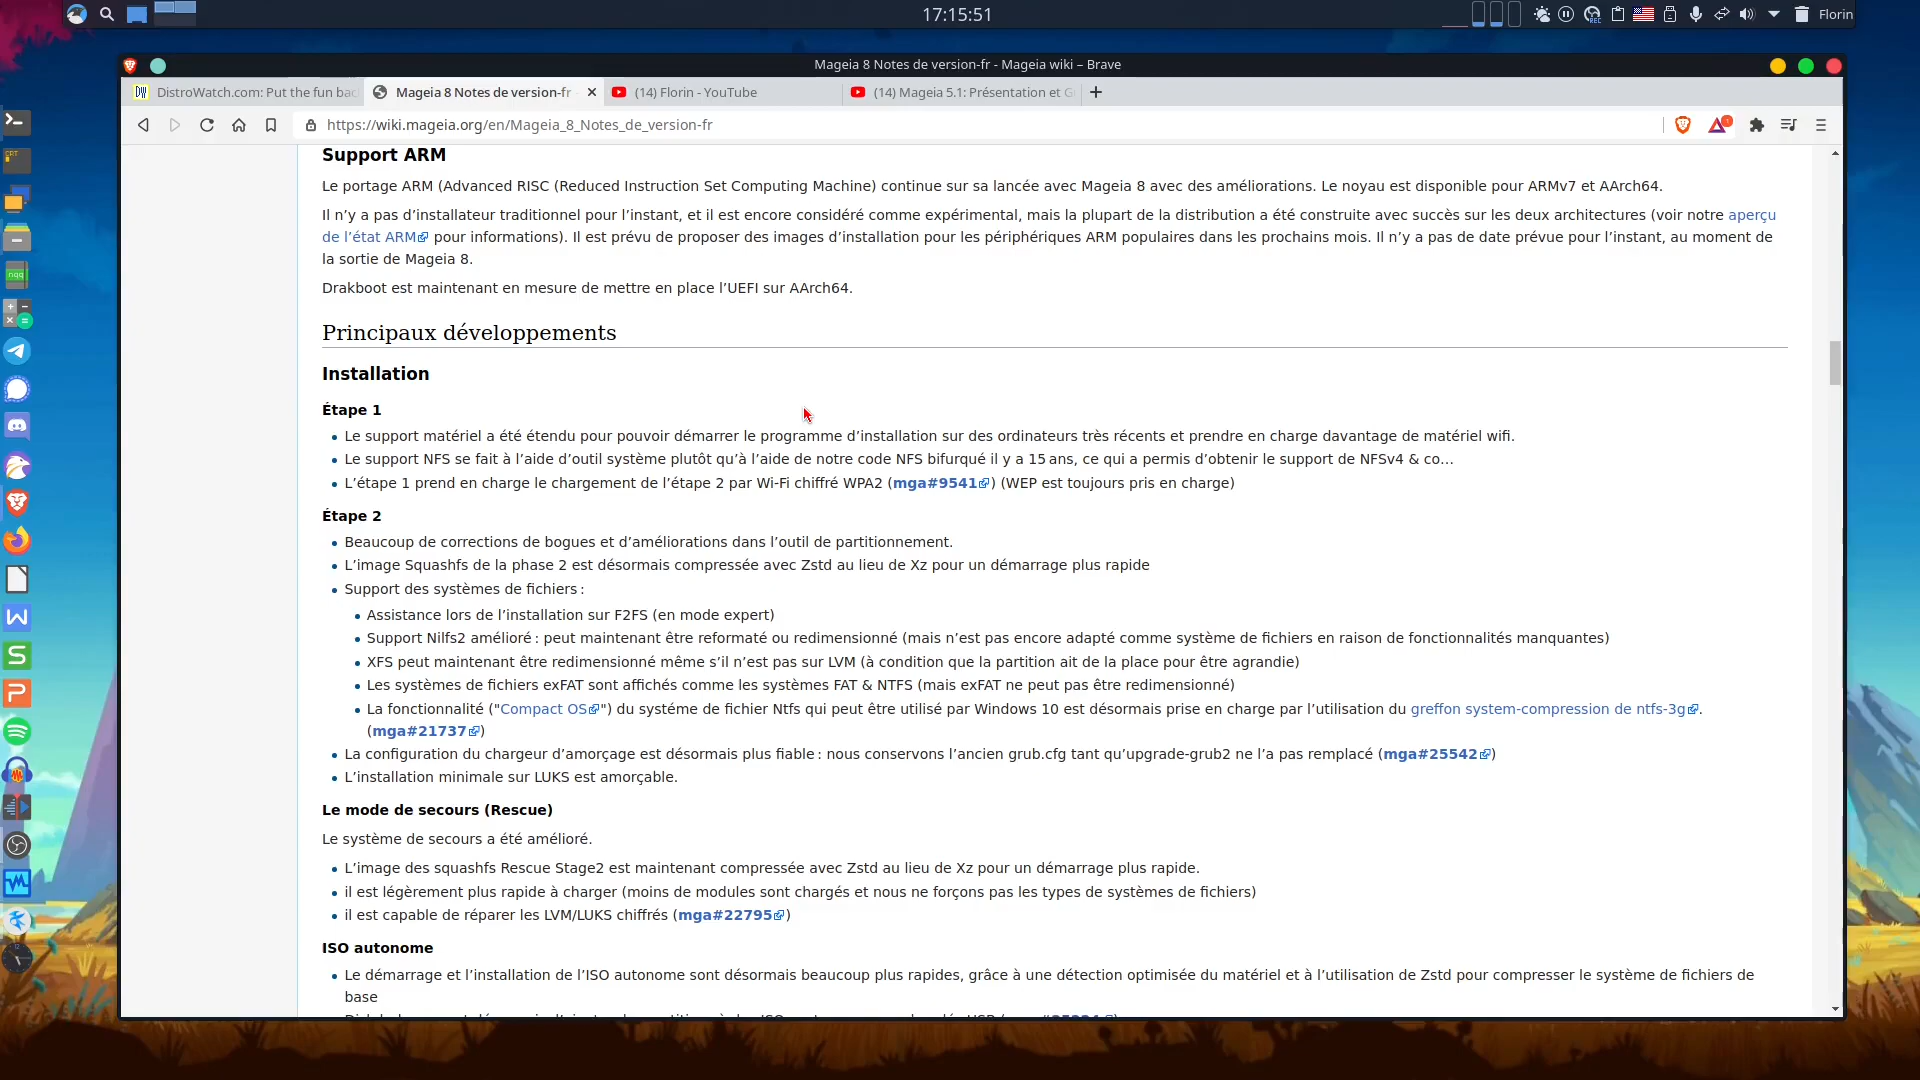 17:15:51
Florin
Mageia 8 Notes de version-fr - Mageia wiki – Brave
DistroWatch.com: Put the fun bac
Mageia 8 Notes de version-fr
(14) Florin - YouTube
(14) Mageia 5.1: Présentation et G
https://wiki.mageia.org/en/Mageia_8_Notes_de_version-fr
Support ARM
Le portage ARM (Advanced RISC (Reduced Instruction Set Computing Machine) continue sur sa lancée avec Mageia 8 avec des améliorations. Le noyau est disponible pour ARMv7 et AArch64.
Il n’y a pas d’installateur traditionnel pour l’instant, et il est encore considéré comme expérimental, mais la plupart de la distribution a été construite avec succès sur les deux architectures (voir notre aperçu
de l’état ARM pour informations). Il est prévu de proposer des images d’installation pour les périphériques ARM populaires dans les prochains mois. Il n’y a pas de date prévue pour l’instant, au moment de
la sortie de Mageia 8.
Drakboot est maintenant en mesure de mettre en place l’UEFI sur AArch64.
Principaux développements
Installation
Étape 1
• Le support matériel a été étendu pour pouvoir démarrer le programme d’installation sur des ordinateurs très récents et prendre en charge davantage de matériel wifi.
• Le support NFS se fait à l’aide d’outil système plutôt qu’à l’aide de notre code NFS bifurqué il y a 15 ans, ce qui a permis d’obtenir le support de NFSv4 & co…
• L’étape 1 prend en charge le chargement de l’étape 2 par Wi-Fi chiffré WPA2 (mga#9541) (WEP est toujours pris en charge)
Étape 2
• Beaucoup de corrections de bogues et d’améliorations dans l’outil de partitionnement.
• L’image Squashfs de la phase 2 est désormais compressée avec Zstd au lieu de Xz pour un démarrage plus rapide
• Support des systèmes de fichiers :
• Assistance lors de l’installation sur F2FS (en mode expert)
• Support Nilfs2 amélioré : peut maintenant être reformaté ou redimensionné (mais n’est pas encore adapté comme système de fichiers en raison de fonctionnalités manquantes)
• XFS peut maintenant être redimensionné même s’il n’est pas sur LVM (à condition que la partition ait de la place pour être agrandie)
• Les systèmes de fichiers exFAT sont affichés comme les systèmes FAT & NTFS (mais exFAT ne peut pas être redimensionné)
• La fonctionnalité ("Compact OS") du systéme de fichier Ntfs qui peut être utilisé par Windows 10 est désormais prise en charge par l’utilisation du greffon system-compression de ntfs-3g.
(mga#21737)
• La configuration du chargeur d’amorçage est désormais plus fiable : nous conservons l’ancien grub.cfg tant qu’upgrade-grub2 ne l’a pas remplacé (mga#25542)
• L’installation minimale sur LUKS est amorçable.
Le mode de secours (Rescue)
Le système de secours a été amélioré.
• L’image des squashfs Rescue Stage2 est maintenant compressée avec Zstd au lieu de Xz pour un démarrage plus rapide.
• il est légèrement plus rapide à charger (moins de modules sont chargés et nous ne forçons pas les types de systèmes de fichiers)
• il est capable de réparer les LVM/LUKS chiffrés (mga#22795)
ISO autonome
• Le démarrage et l’installation de l’ISO autonome sont désormais beaucoup plus rapides, grâce à une détection optimisée du matériel et à l’utilisation de Zstd pour compresser le système de fichiers de
base